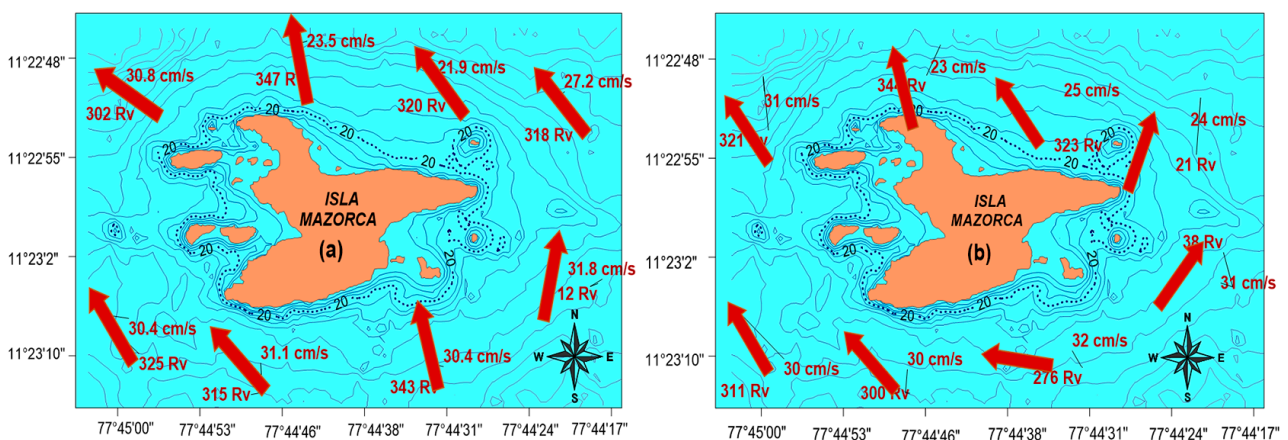 23.5 cm/s
11°22'48"
30.8 cm/s
21.9 cm/s
27.2 cm/s
347 R
302 Rv
320 Rv
318 Rv
20
20
20
11°22'55"
ISLA
MAZORCA
(a)
20
11°23'2"
31.8 cm/s
12 Rv
20
20
20
30.4 cm/s
31.1 cm/s
30.4 cm/s
N
W
E
S
11°23'10"
325 Rv
315 Rv
343 R
77°45'00"
77°44'53"
77°44'46"
77°44'38"
77°44'31"
77°44'24"
77°44'17"
11°22'48"
23 cm/s
344 Rv
31 cm/s
25 cm/s
24 cm/s
321
323 Rv
21 Rv
20
20
20
11°22'55"
ISLA
MAZORCA
(b)
20
11°23'2"
38 Rv
31 cm/s
20
20
20
32 cm/s
30 cm/s
30 cm/s
N
W
E
S
11°23'10"
311 Rv
300 Rv
276 Rv
77°45'00"
77°44'53"
77°44'46"
77°44'38"
77°44'31"
77°44'24"
77°44'17"